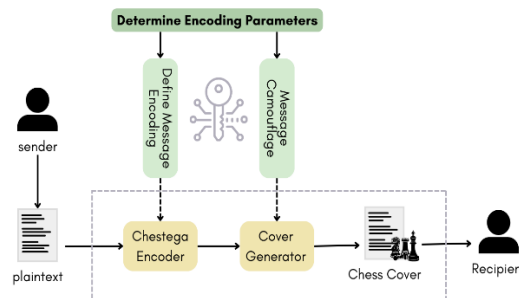 Determine Encoding Parameters
Define Message
Encoding
Message
Camouflage
sender
plaintext
Chestega
Encoder
Cover
Generator
Chess Cover
Recipier